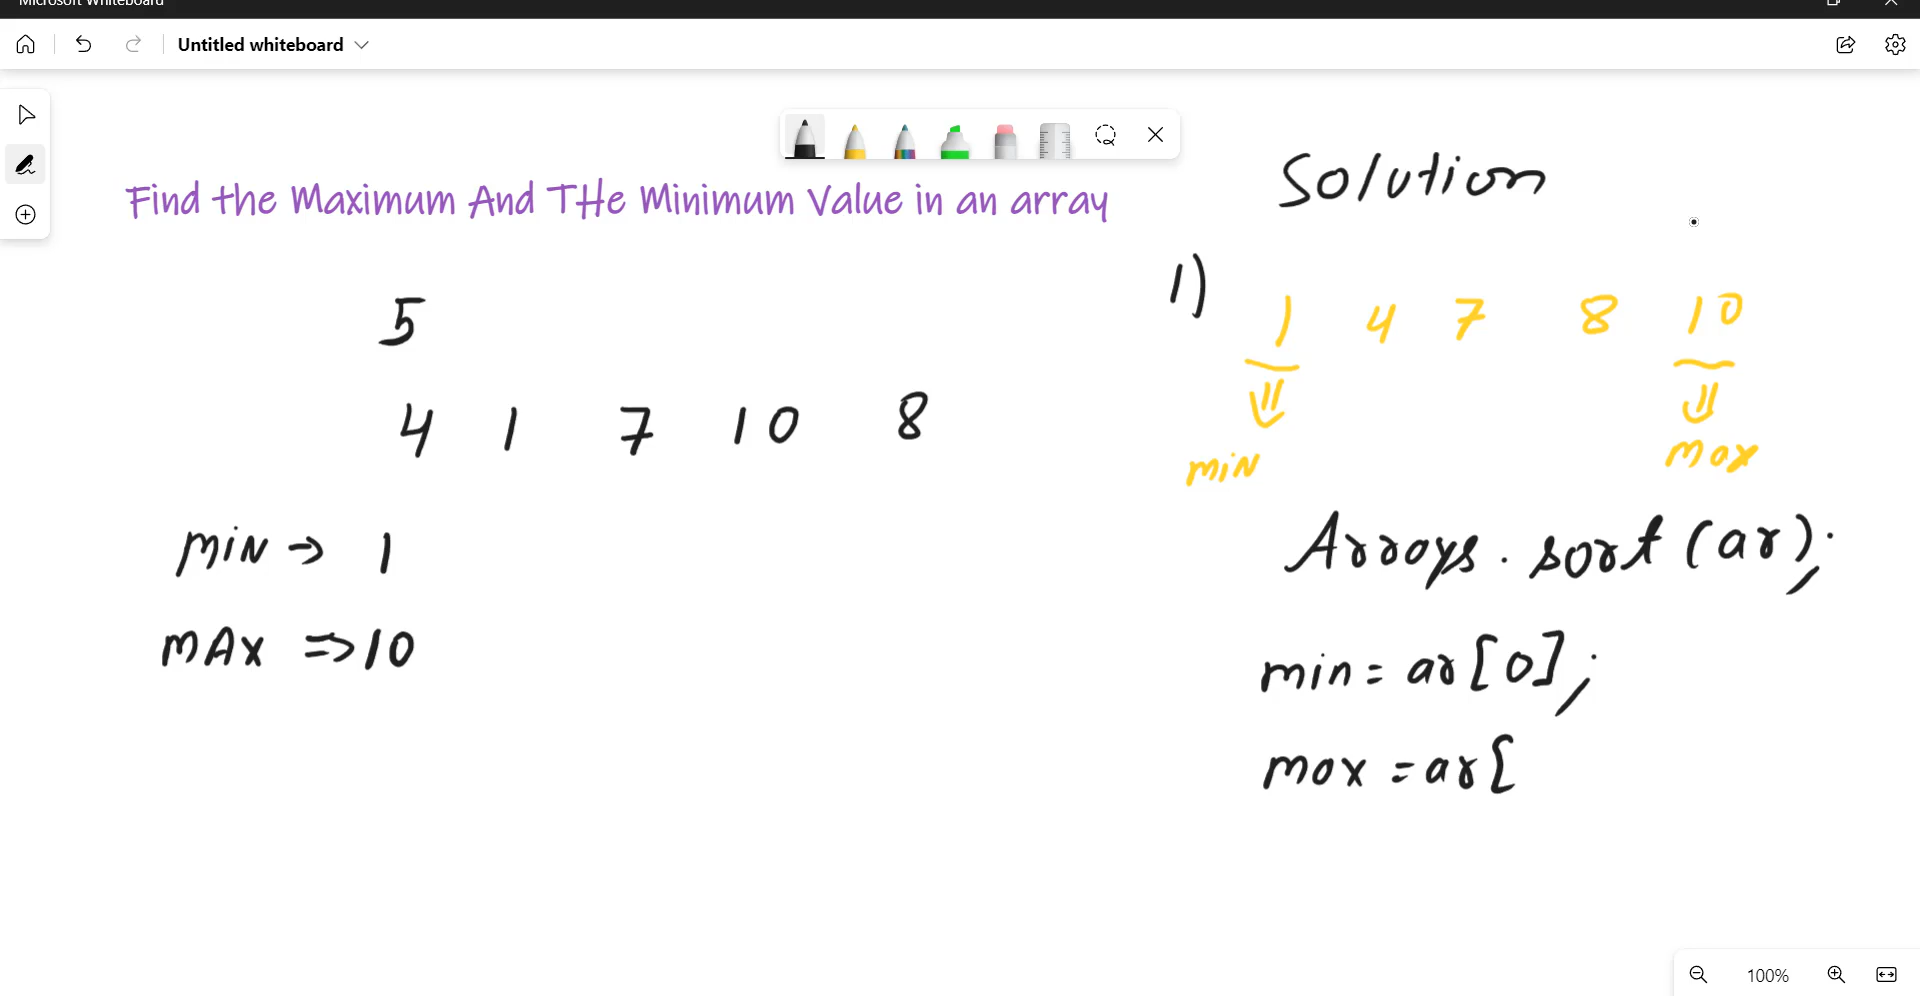 Microsoft Whiteboard
Untitled whiteboard
Find the Maximum And THe Minimum Value in an array
5
4 1 7 10 8
MiN → 1
MAX ⇒ 10
Solution
1)
1 4 7 8 10
MiN
max
Arrays.sort(ar);
min = ar[0];
max = ar[
100%